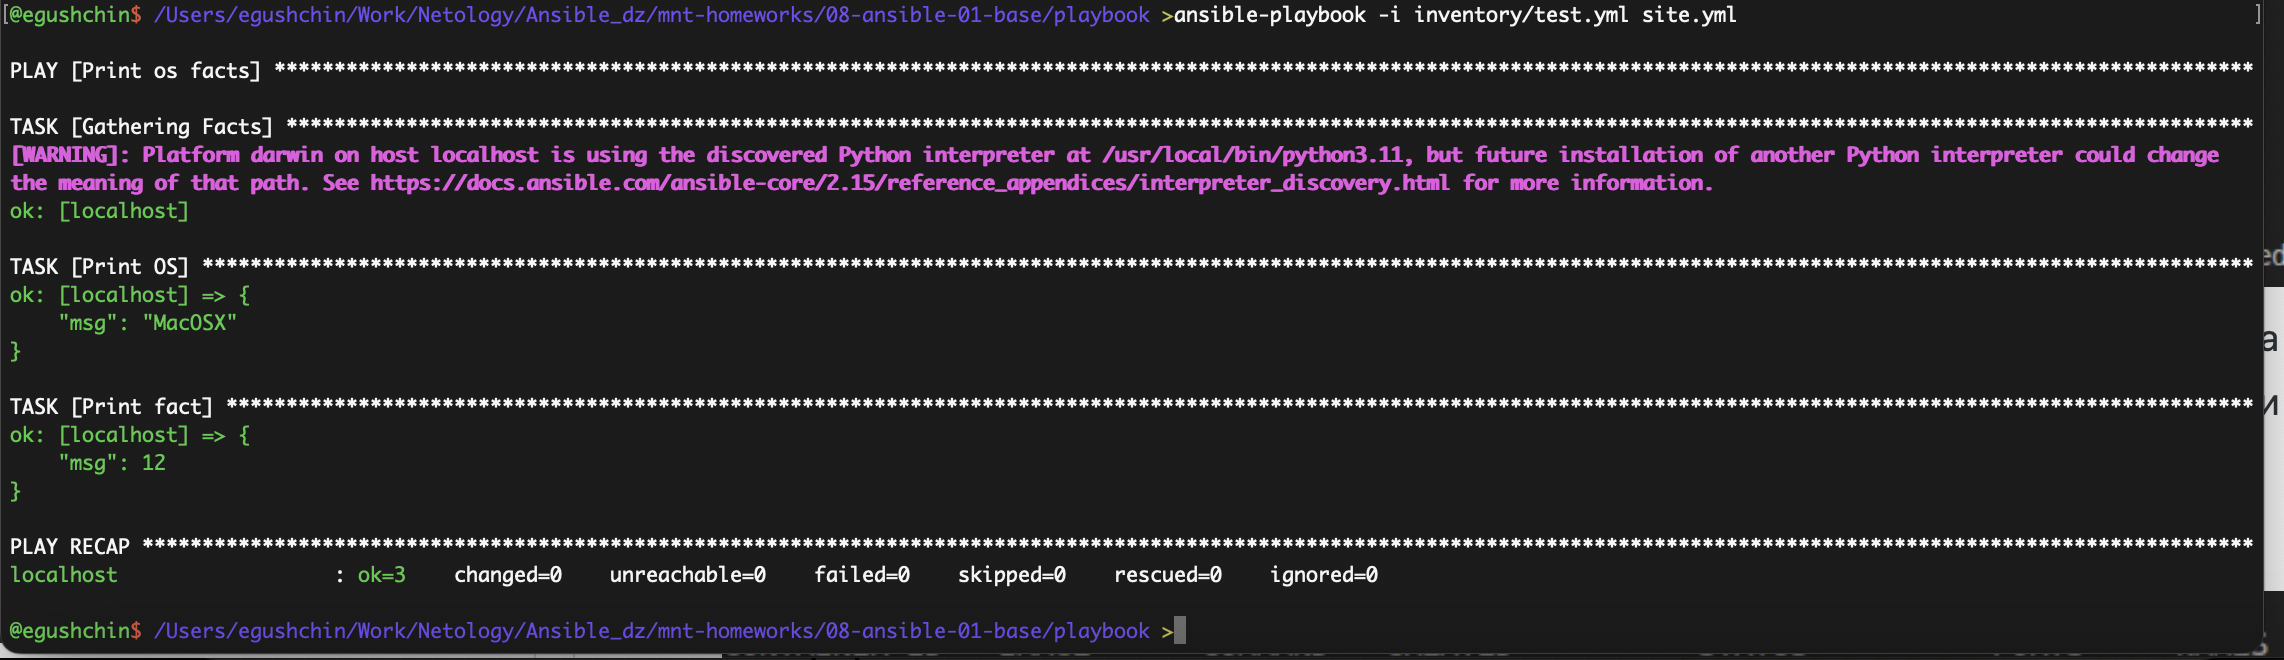 [@egushchin$ /Users/egushchin/Work/Netology/Ansible_dz/mnt-homeworks/08-ansible-01-base/playbook >ansible-playbook -i inventory/test.yml site.yml ]
PLAY [Print os facts] ********************************************************************************************************************************************************************
TASK [Gathering Facts] *******************************************************************************************************************************************************************
[WARNING]: Platform darwin on host localhost is using the discovered Python interpreter at /usr/local/bin/python3.11, but future installation of another Python interpreter could change
the meaning of that path. See https://docs.ansible.com/ansible-core/2.15/reference_appendices/interpreter_discovery.html for more information.
ok: [localhost]
TASK [Print OS] **************************************************************************************************************************************************************************
ok: [localhost] => {
    "msg": "MacOSX"
}
TASK [Print fact] ************************************************************************************************************************************************************************
ok: [localhost] => {
    "msg": 12
}
PLAY RECAP *******************************************************************************************************************************************************************************
localhost                  : ok=3    changed=0    unreachable=0    failed=0    skipped=0    rescued=0    ignored=0
@egushchin$ /Users/egushchin/Work/Netology/Ansible_dz/mnt-homeworks/08-ansible-01-base/playbook >